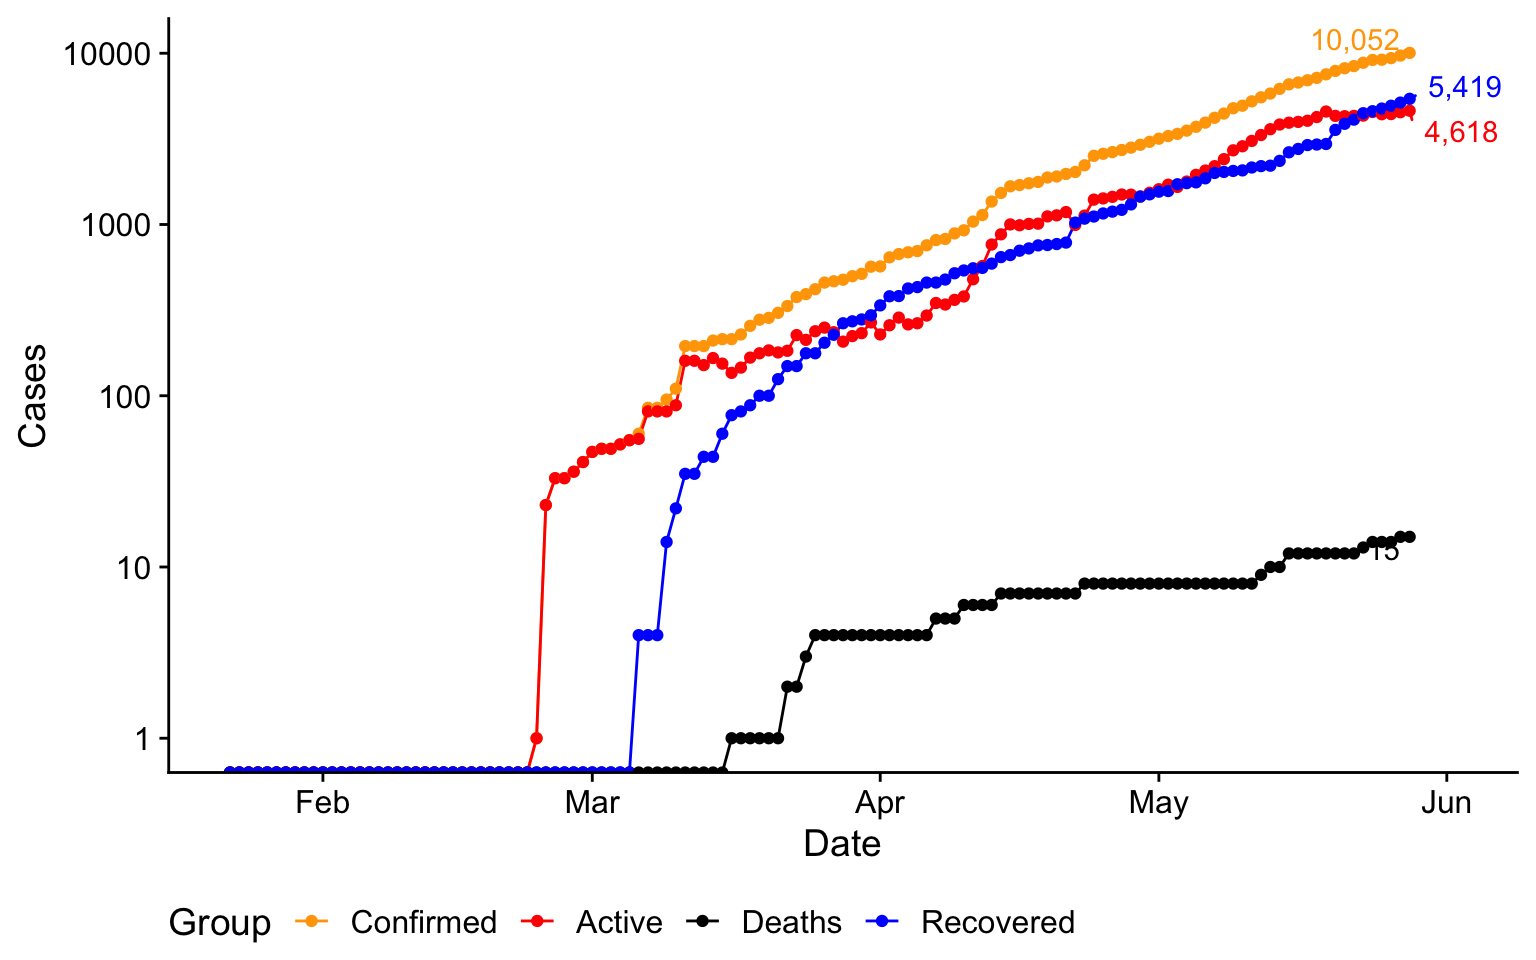 10,052
10000
5,419
4,618
1000
Cases
100
15
10
1
Feb Mar Apr May Jun
Date
Group Confirmed Active Deaths Recovered